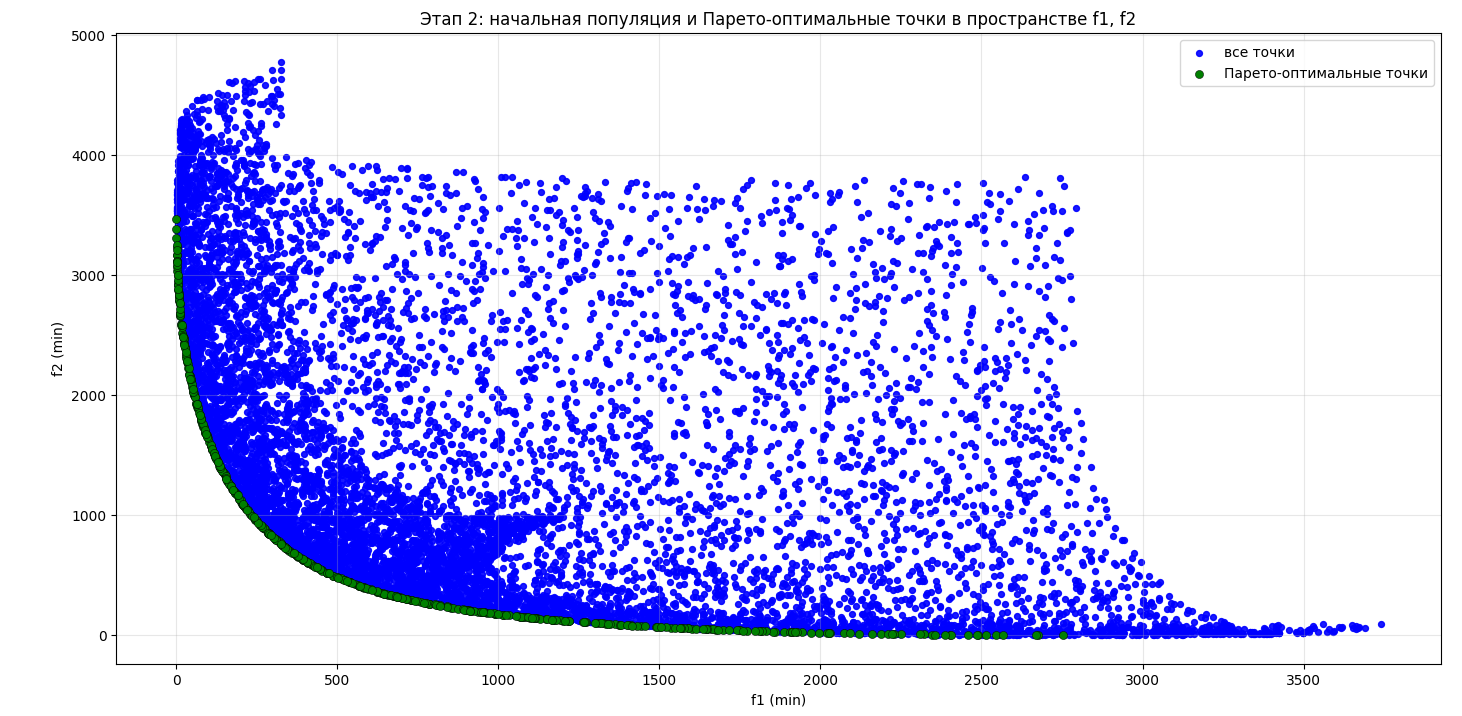 Этап 2: начальная популяция и Парето-оптимальные точки в пространстве f1, f2
все точки
Парето-оптимальные точки
5000
4000
3000
2000
1000
0
f2 (min)
0 500 1000 1500 2000 2500 3000 3500
f1 (min)